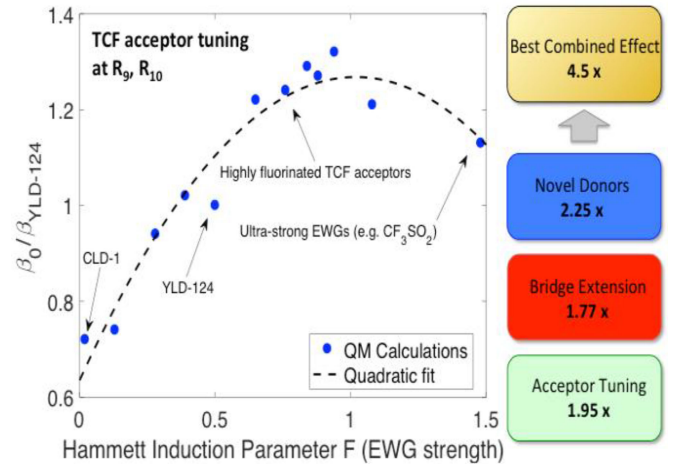 TCF acceptor tuning
at R9, R10
1.4
1.2
1
0.8
0.6
0
0.5
1
1.5
β0/βYLD-124
Hammett Induction Parameter F (EWG strength)
Highly fluorinated TCF acceptors
Ultra-strong EWGs (e.g. CF3SO2)
CLD-1
YLD-124
QM Calculations
Quadratic fit
Best Combined Effect
4.5 x
Novel Donors
2.25 x
Bridge Extension
1.77 x
Acceptor Tuning
1.95 x